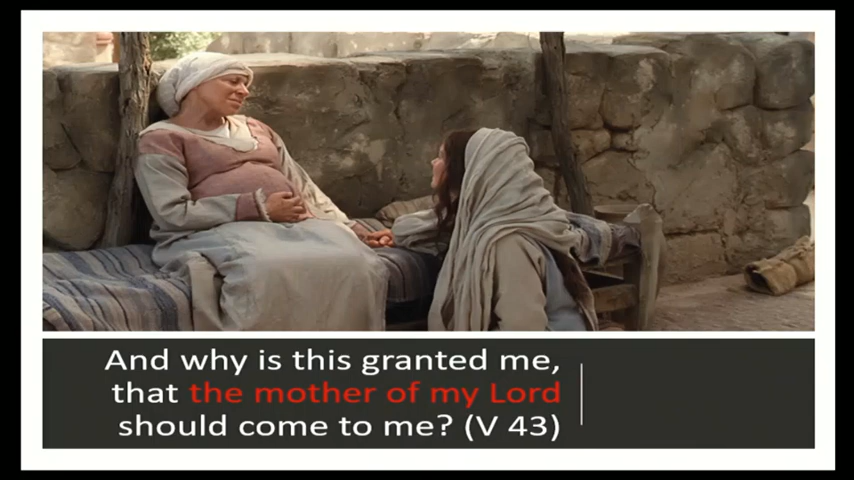 And why is this granted me,
that the mother of my Lord
should come to me? (V 43)